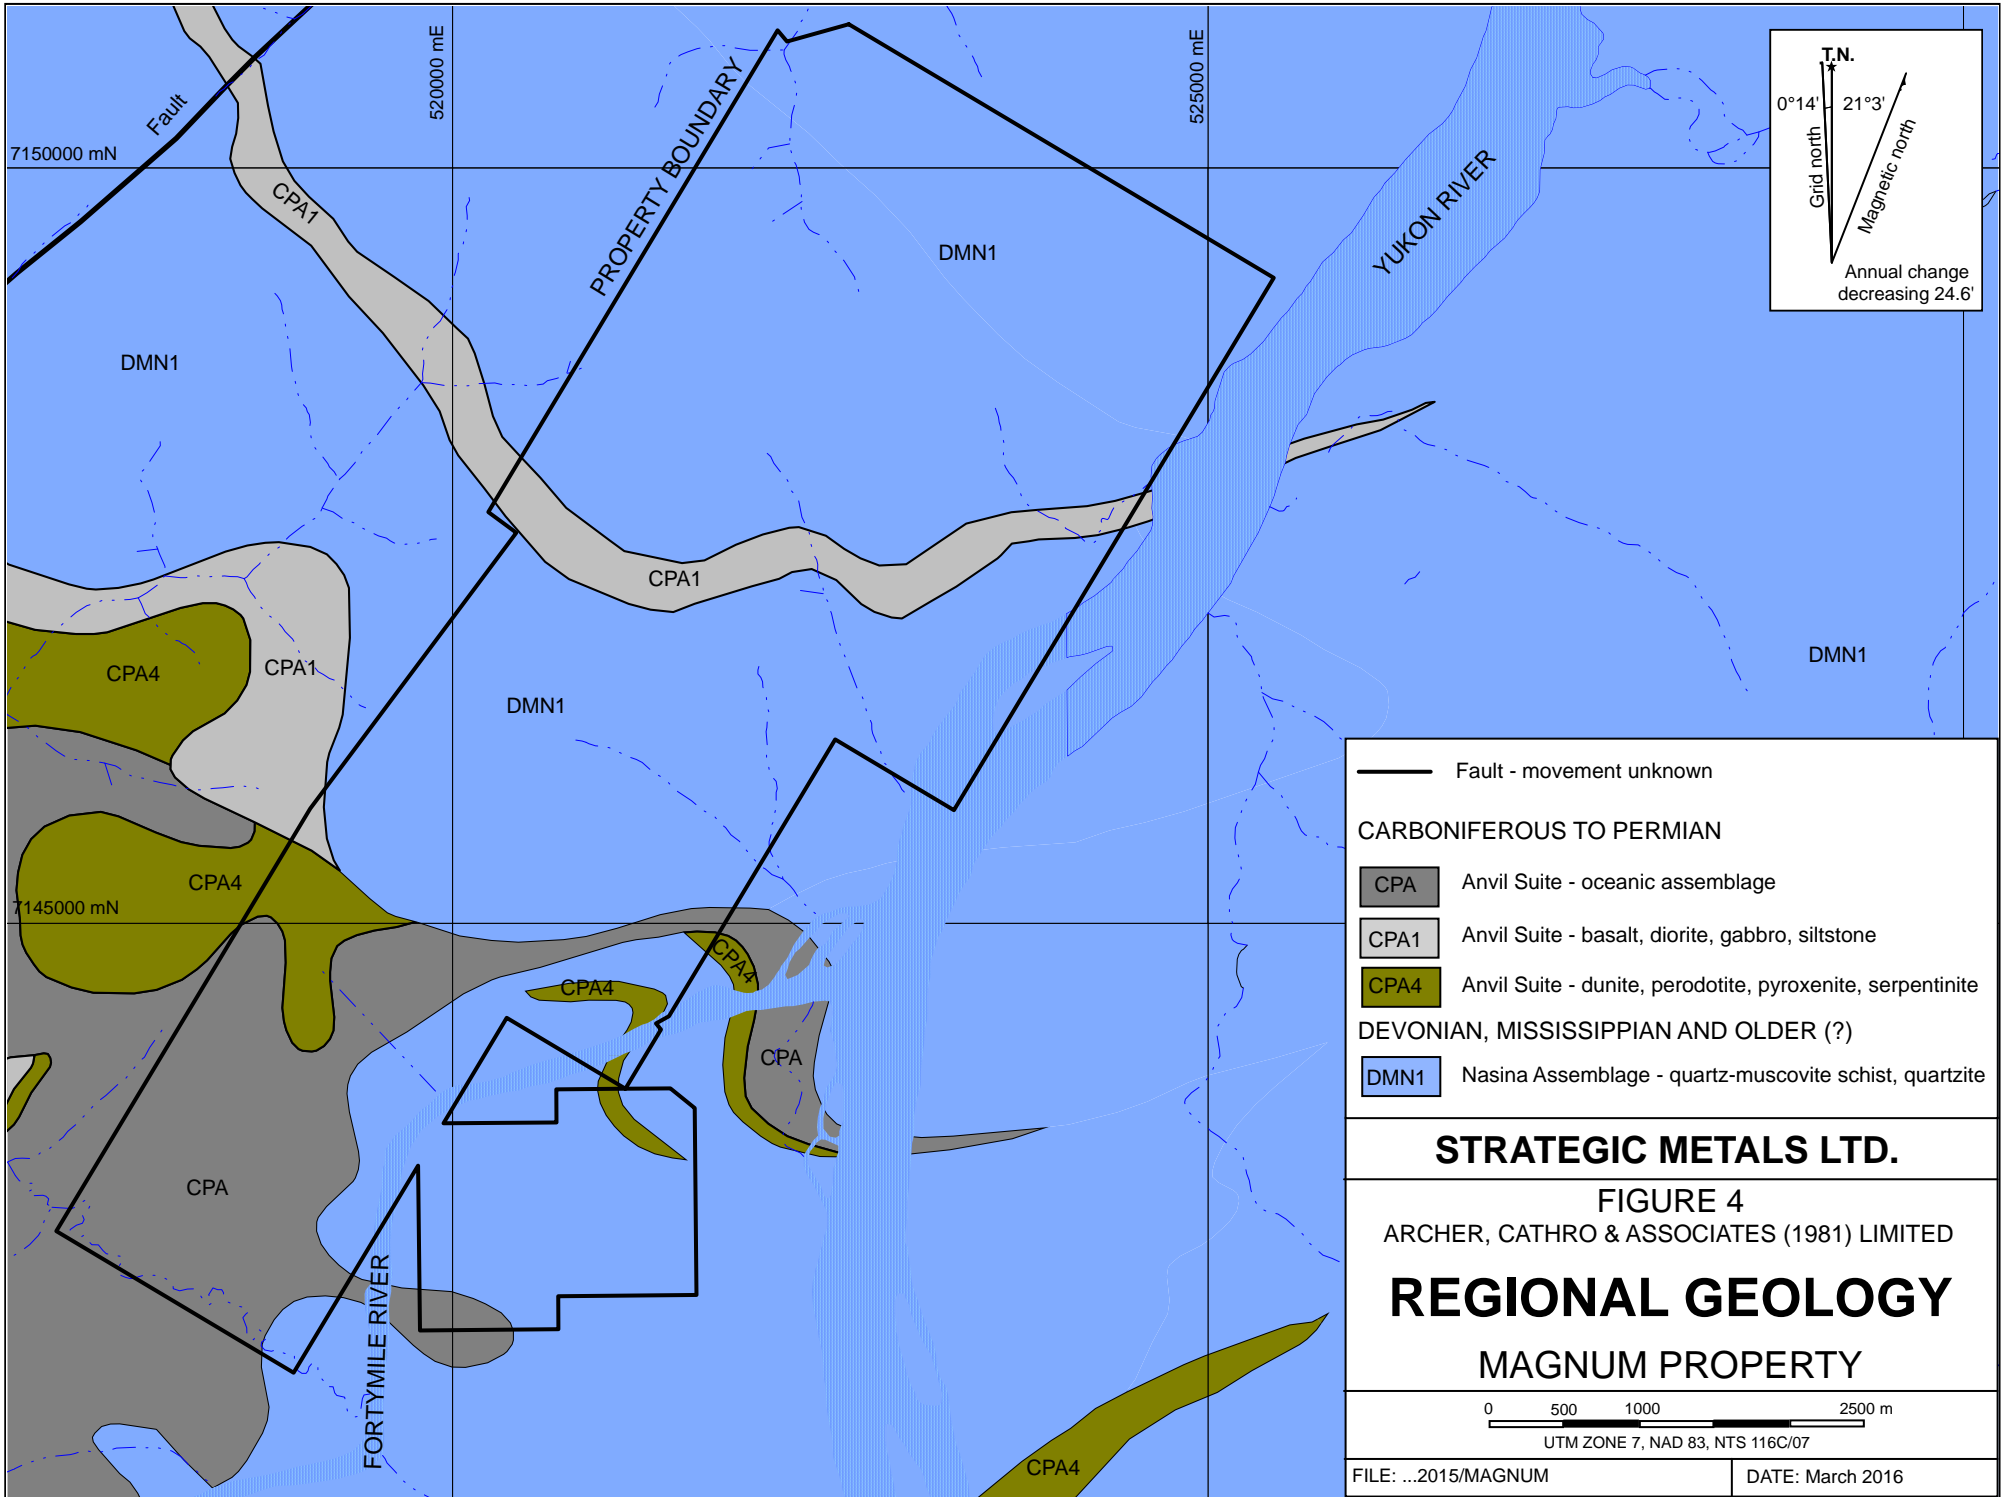 520000 mE
525000 mE
Fault
7150000 mN
CPA1
PROPERTY BOUNDARY
DMN1
YUKON RIVER
T.N.
0°14'
21°3'
Grid north
Magnetic north
Annual change
decreasing 24.6'
DMN1
CPA1
CPA4
CPA1
DMN1
DMN1
CPA4
7145000 mN
CPA4
CPA4
CPA
CPA
FORTYMILE RIVER
CPA4
Fault - movement unknown
CARBONIFEROUS TO PERMIAN
CPA Anvil Suite - oceanic assemblage
CPA1 Anvil Suite - basalt, diorite, gabbro, siltstone
CPA4 Anvil Suite - dunite, perodotite, pyroxenite, serpentinite
DEVONIAN, MISSISSIPPIAN AND OLDER (?)
DMN1 Nasina Assemblage - quartz-muscovite schist, quartzite
STRATEGIC METALS LTD.
FIGURE 4
ARCHER, CATHRO & ASSOCIATES (1981) LIMITED
REGIONAL GEOLOGY
MAGNUM PROPERTY
0 500 1000 2500 m
UTM ZONE 7, NAD 83, NTS 116C/07
FILE: ...2015/MAGNUM
DATE: March 2016